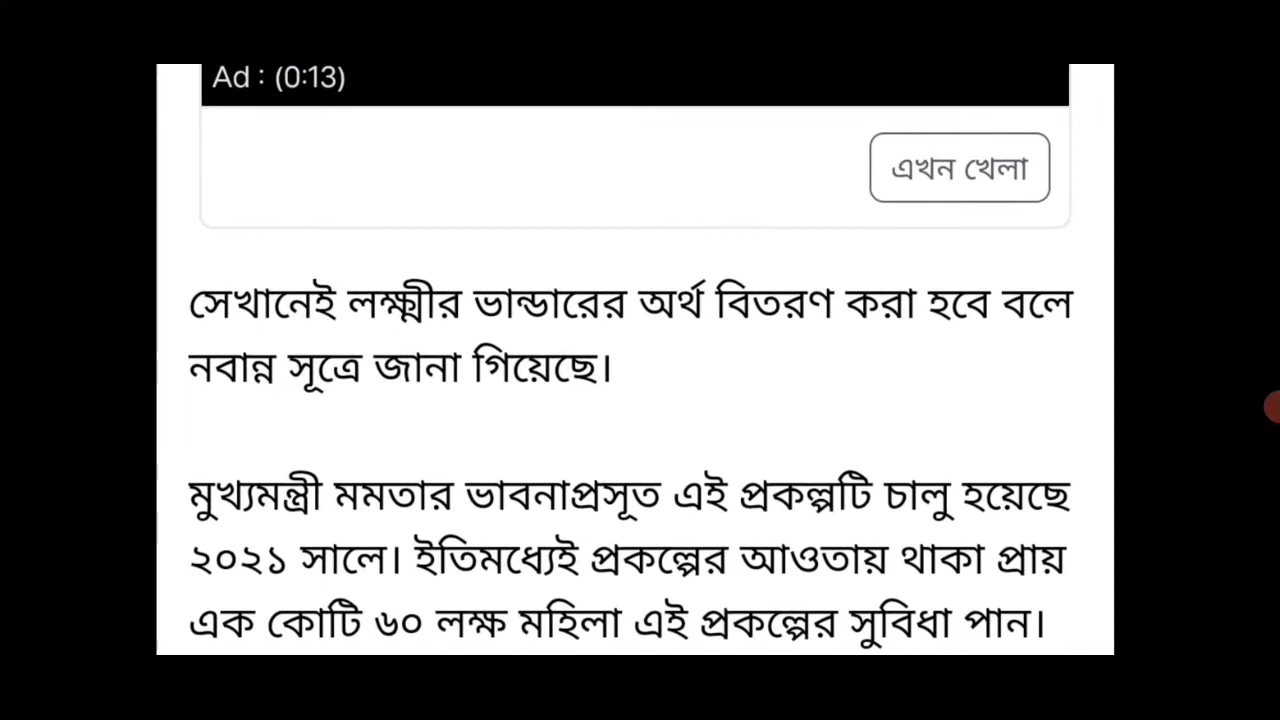 Ad : (0:13)
এখন খেলা
সেখানেই লক্ষ্মীর ভান্ডারের অর্থ বিতরণ করা হবে বলে
নবান্ন সূত্রে জানা গিয়েছে।
মুখ্যমন্ত্রী মমতার ভাবনাপ্রসূত এই প্রকল্পটি চালু হয়েছে
২০২১ সালে। ইতিমধ্যেই প্রকল্পের আওতায় থাকা প্রায়
এক কোটি ৬০ লক্ষ মহিলা এই প্রকল্পের সুবিধা পান।